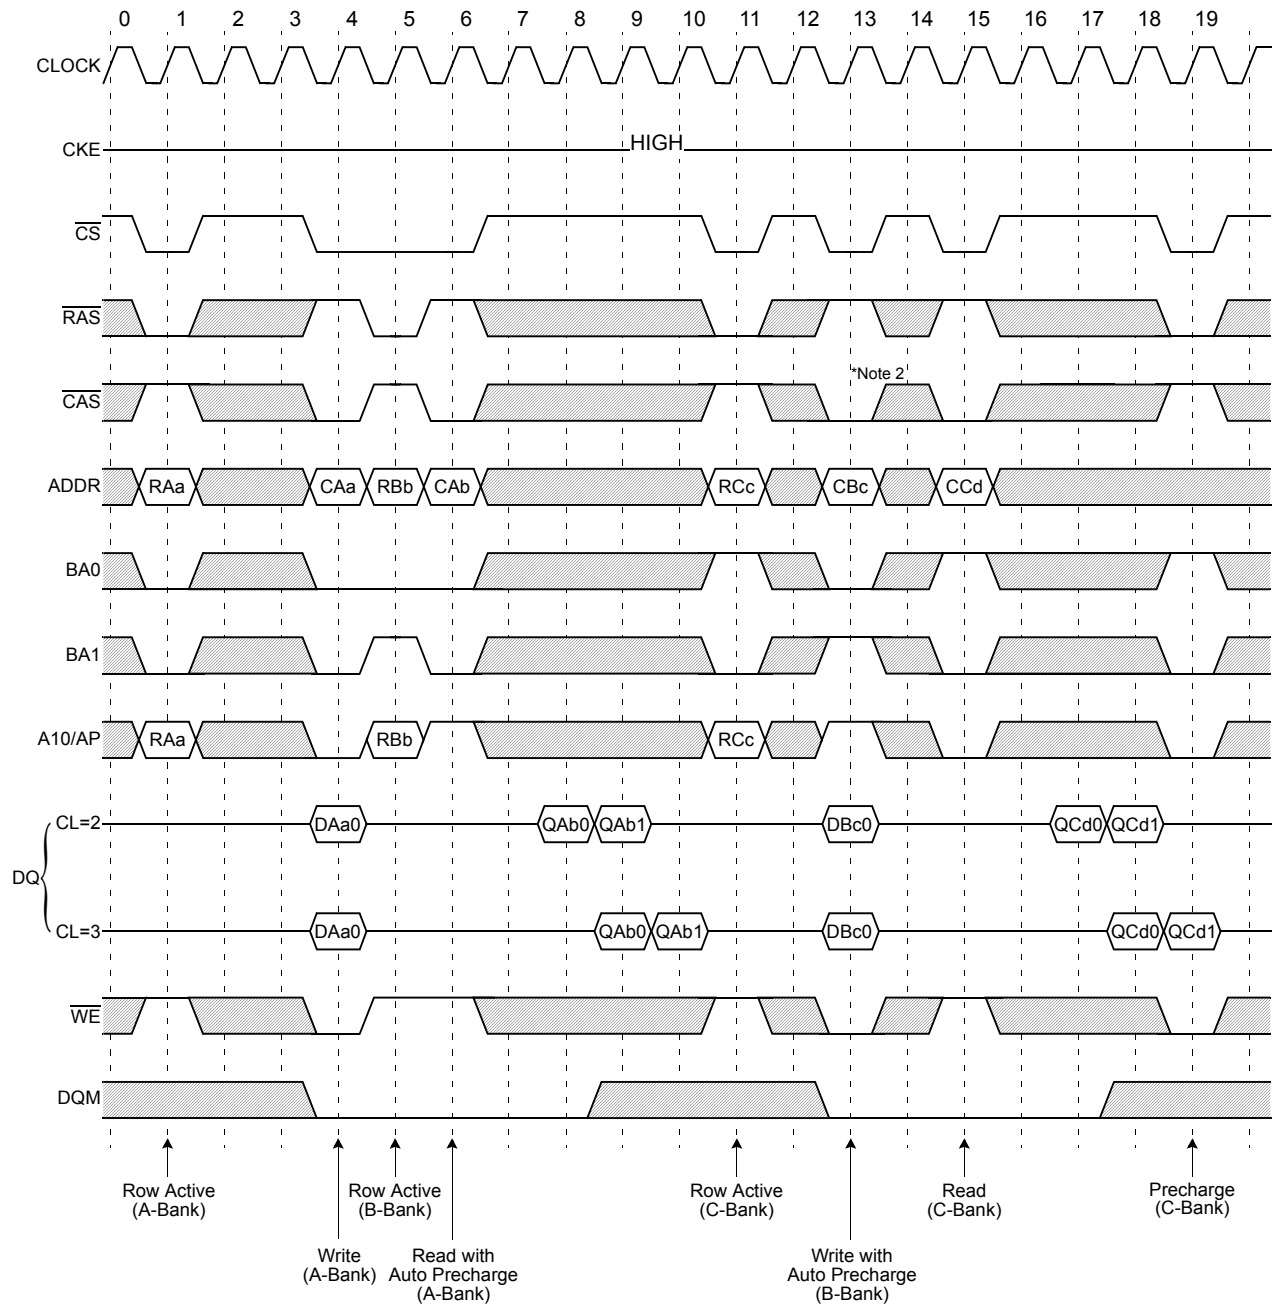 0 1 2 3 4 5 6 7 8 9 10 11 12 13 14 15 16 17 18 19
CLOCK
CKE
HIGH
CS
RAS
*Note 2
CAS
ADDR RAa CAa RBb CAb RCc CBc CCd
BA0
BA1
A10/AP RAa RBb RCc
CL=2 DAa0 QAb0 QAb1 DBc0 QCd0 QCd1
DQ
CL=3 DAa0 QAb0 QAb1 DBc0 QCd0 QCd1
WE
DQM
Row Active
(A-Bank)
Row Active
(B-Bank)
Row Active
(C-Bank)
Read
(C-Bank)
Precharge
(C-Bank)
Write
(A-Bank)
Read with
Auto Precharge
(A-Bank)
Write with
Auto Precharge
(B-Bank)